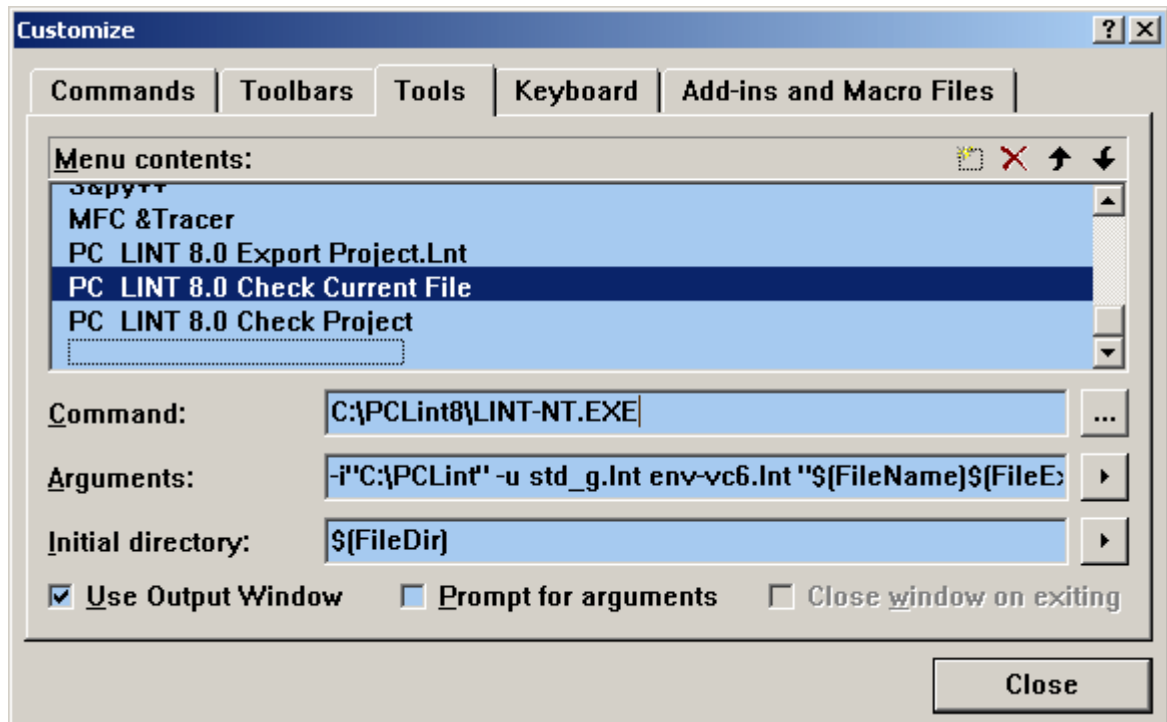 Customize
Commands Toolbars Tools Keyboard Add-ins and Macro Files
Menu contents:
MFC &Tracer
PC LINT 8.0 Export Project.Lnt
PC LINT 8.0 Check Current File
PC LINT 8.0 Check Project
Command: C:\PCLint8\LINT-NT.EXE ...
Arguments: -i"C:\PCLint" -u std_g.lnt env-vc6.lnt "$(FileName)$(FileEx
Initial directory: $(FileDir)
Use Output Window Prompt for arguments Close window on exiting
Close